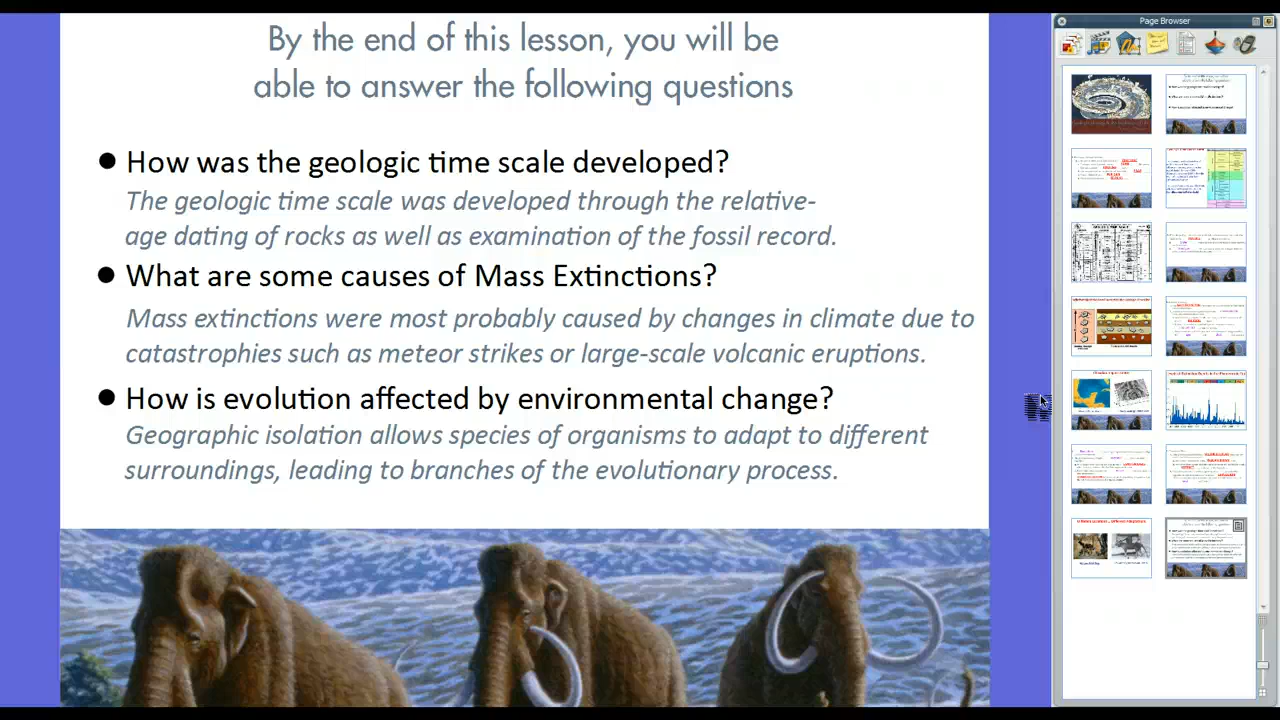 By the end of this lesson, you will be
able to answer the following questions
● How was the geologic time scale developed?
The geologic time scale was developed through the relative-
age dating of rocks as well as examination of the fossil record.
● What are some causes of Mass Extinctions?
Mass extinctions were most probably caused by changes in climate due to
catastrophies such as meteor strikes or large-scale volcanic eruptions.
● How is evolution affected by environmental change?
Geographic isolation allows species of organisms to adapt to different
surroundings, leading to branches in the evolutionary process.
Page Browser